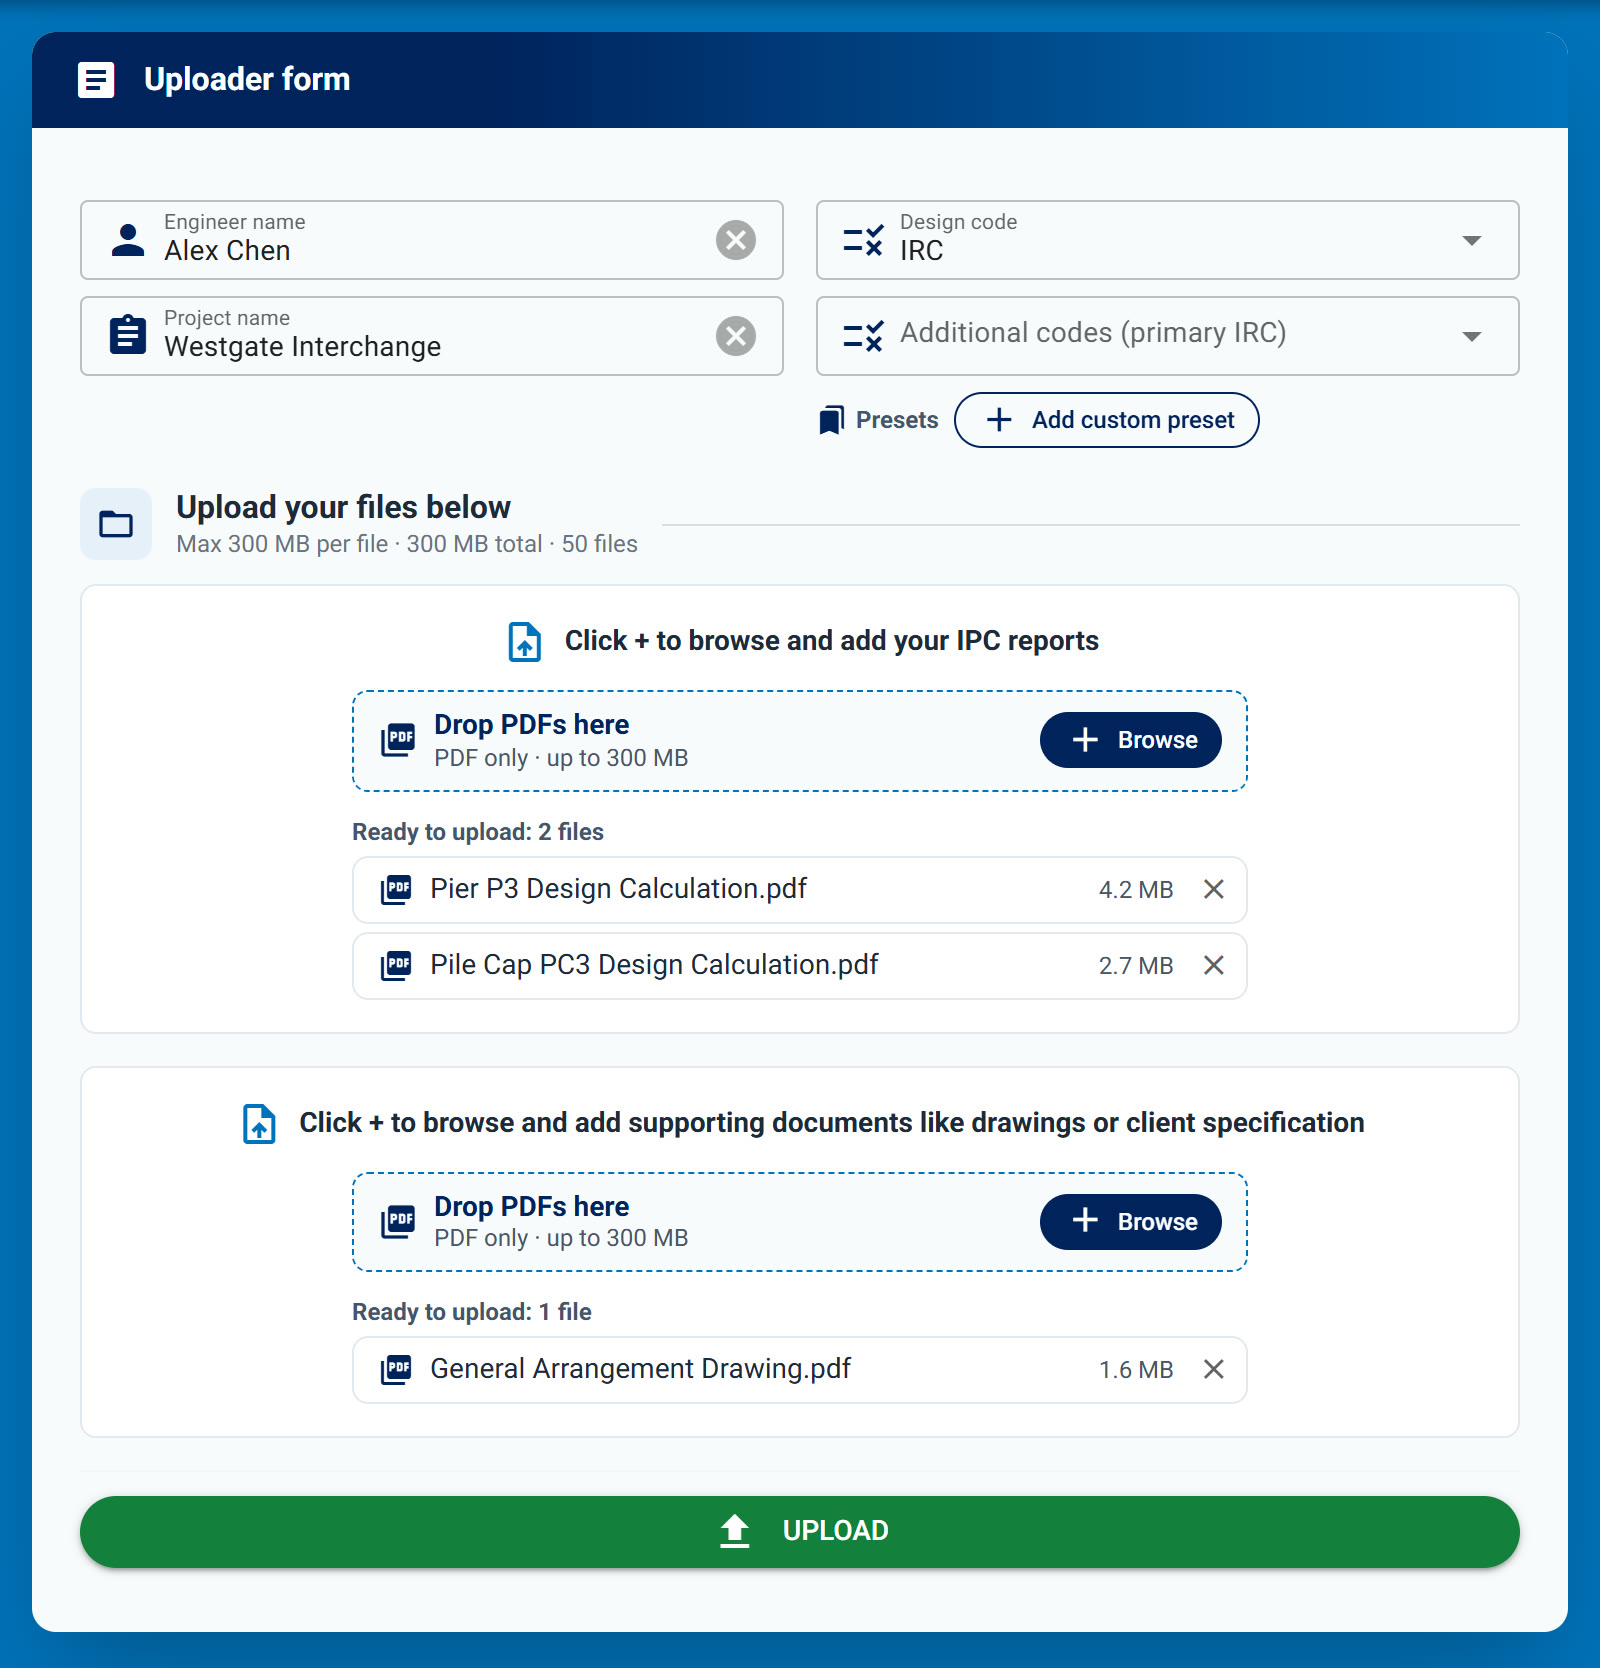 Uploader form
Engineer name
Alex Chen
Design code
IRC
Project name
Westgate Interchange
Additional codes (primary IRC)
Presets
Add custom preset
Upload your files below
Max 300 MB per file · 300 MB total · 50 files
Click + to browse and add your IPC reports
PDF
Drop PDFs here
PDF only · up to 300 MB
Browse
Ready to upload: 2 files
PDF
Pier P3 Design Calculation.pdf
4.2 MB
PDF
Pile Cap PC3 Design Calculation.pdf
2.7 MB
Click + to browse and add supporting documents like drawings or client specification
PDF
Drop PDFs here
PDF only · up to 300 MB
Browse
Ready to upload: 1 file
PDF
General Arrangement Drawing.pdf
1.6 MB
UPLOAD